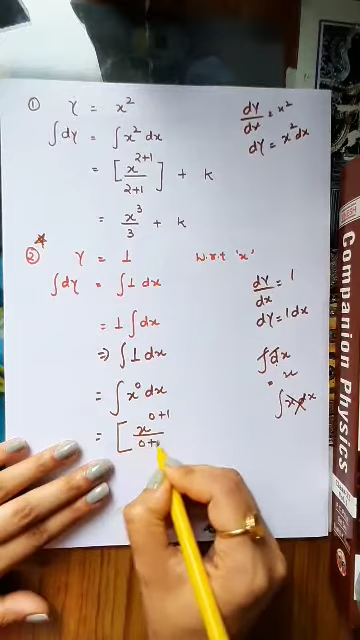 ① Y = x²
∫dy = ∫x² dx
= [x²⁺¹/2+1] + k
= x³/3 + k
dy/dx = x²
dy = x² dx
② Y = 1 w.r.t 'x'
∫dy = ∫1 dx
= 1∫dx
=> ∫1 dx
= ∫x⁰ dx
= [x⁰⁺¹/0+1
dy/dx = 1
dy = 1dx
∫dx
= x
Companion Physics